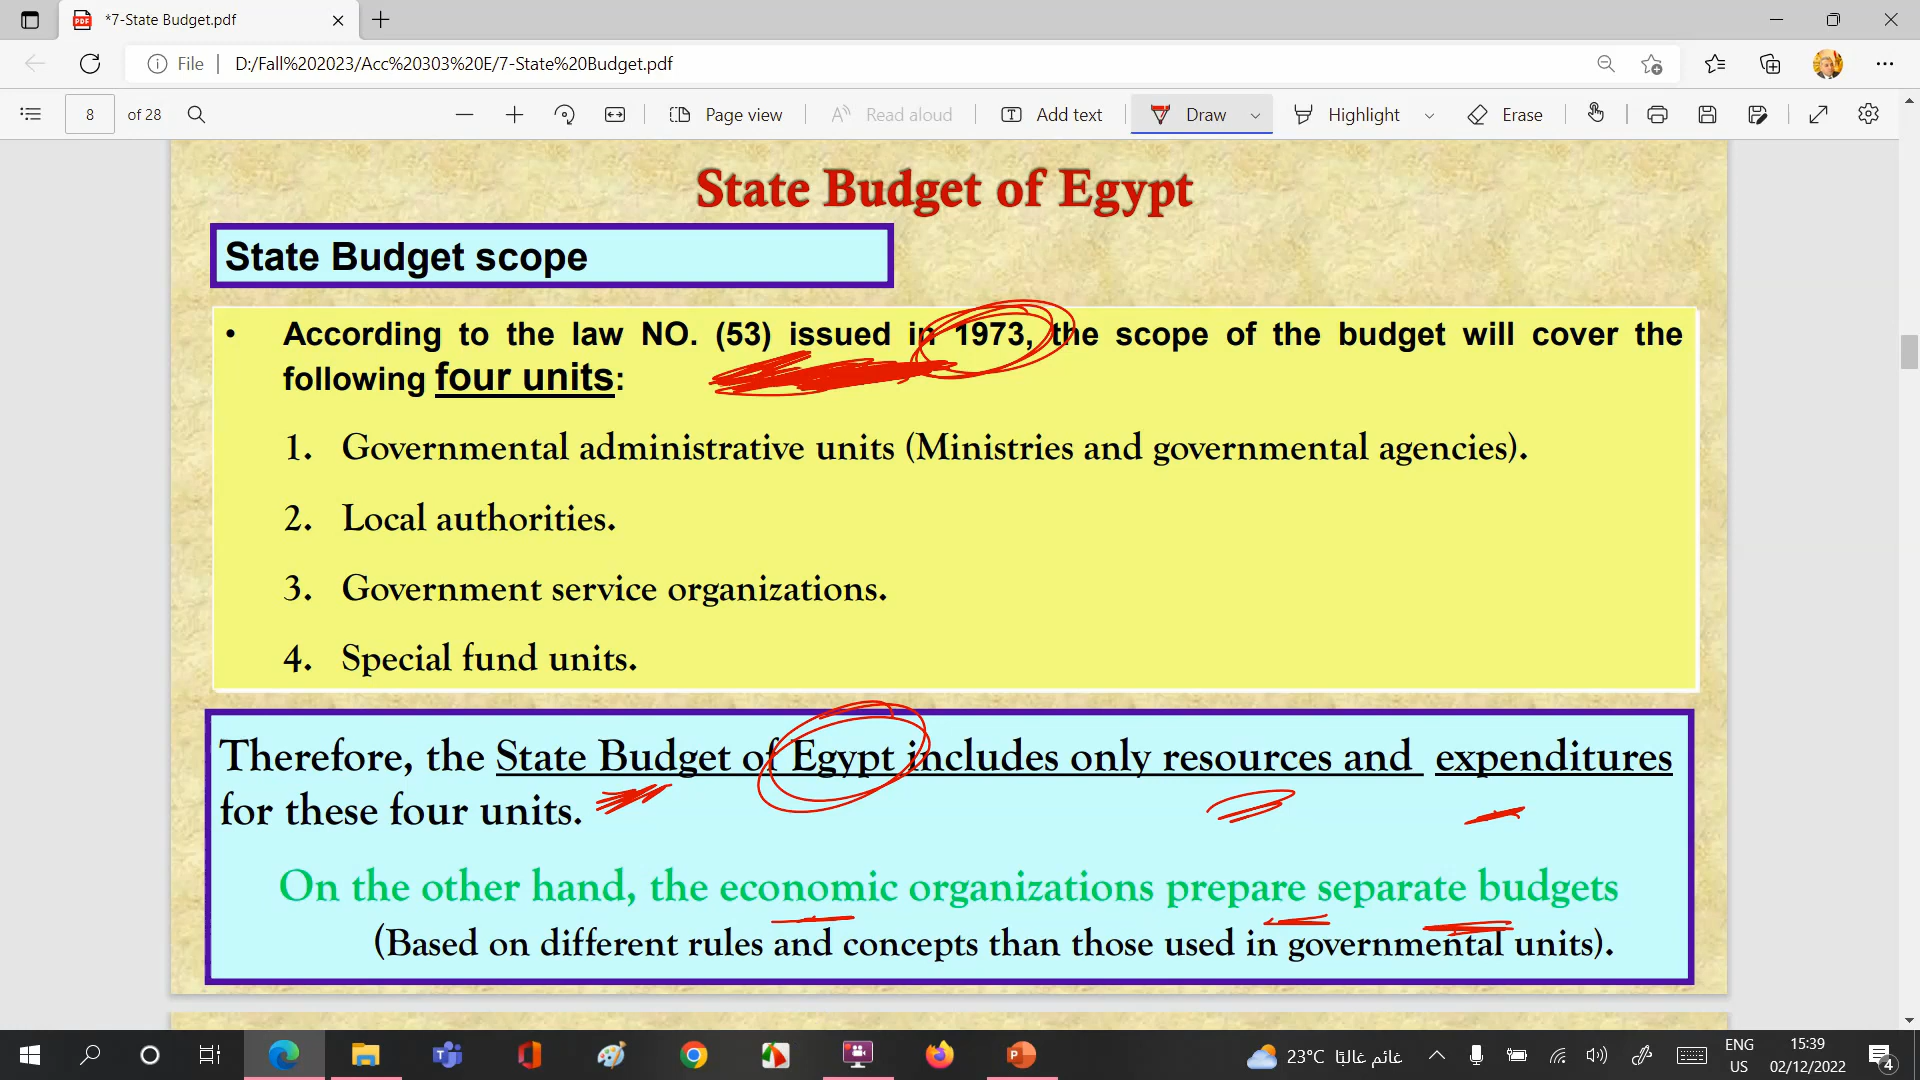 *7-State Budget.pdf
File
D:/Fall%202023/Acc%20303%20E/7-State%20Budget.pdf
8 of 28
Page view
Read aloud
Add text
Draw
Highlight
Erase
State Budget of Egypt
State Budget scope
• According to the law NO. (53) issued in 1973, the scope of the budget will cover the
following four units:
1. Governmental administrative units (Ministries and governmental agencies).
2. Local authorities.
3. Government service organizations.
4. Special fund units.
Therefore, the State Budget of Egypt includes only resources and expenditures
for these four units.
On the other hand, the economic organizations prepare separate budgets
(Based on different rules and concepts than those used in governmental units).
23°C غائم غالبًا
ENG
US
15:39
02/12/2022
4